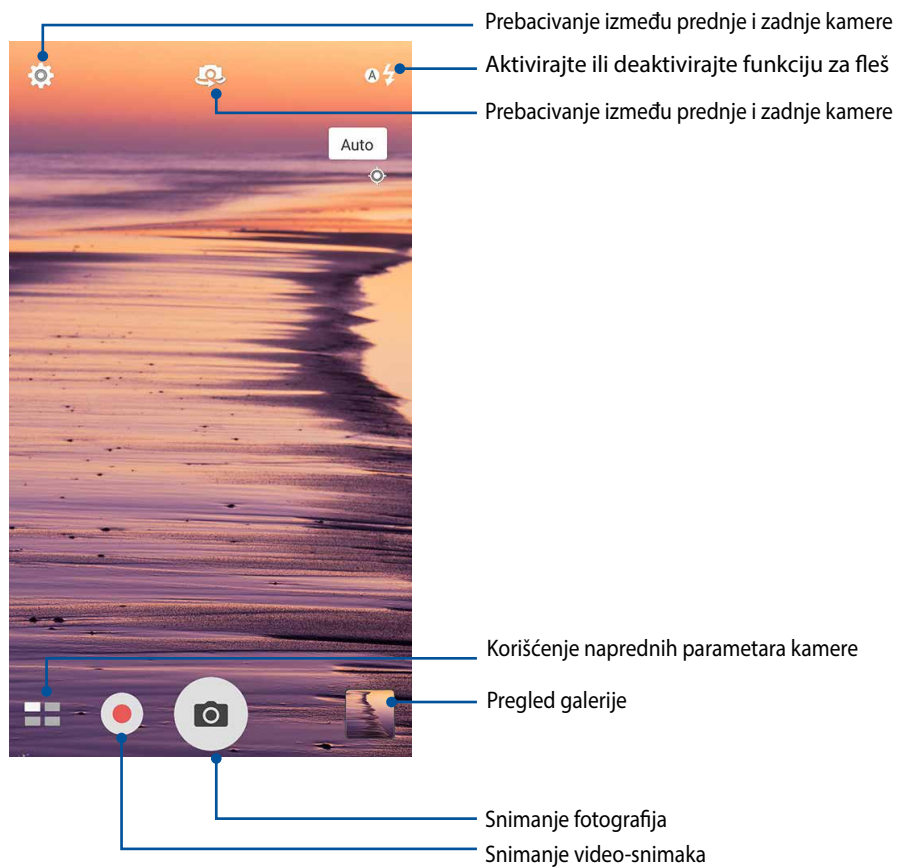 Prebacivanje između prednje i zadnje kamere
Aktivirajte ili deaktivirajte funkciju za fleš
A
Prebacivanje između prednje i zadnje kamere
Auto
Korišćenje naprednih parametara kamere
Pregled galerije
Snimanje fotografija
Snimanje video-snimaka